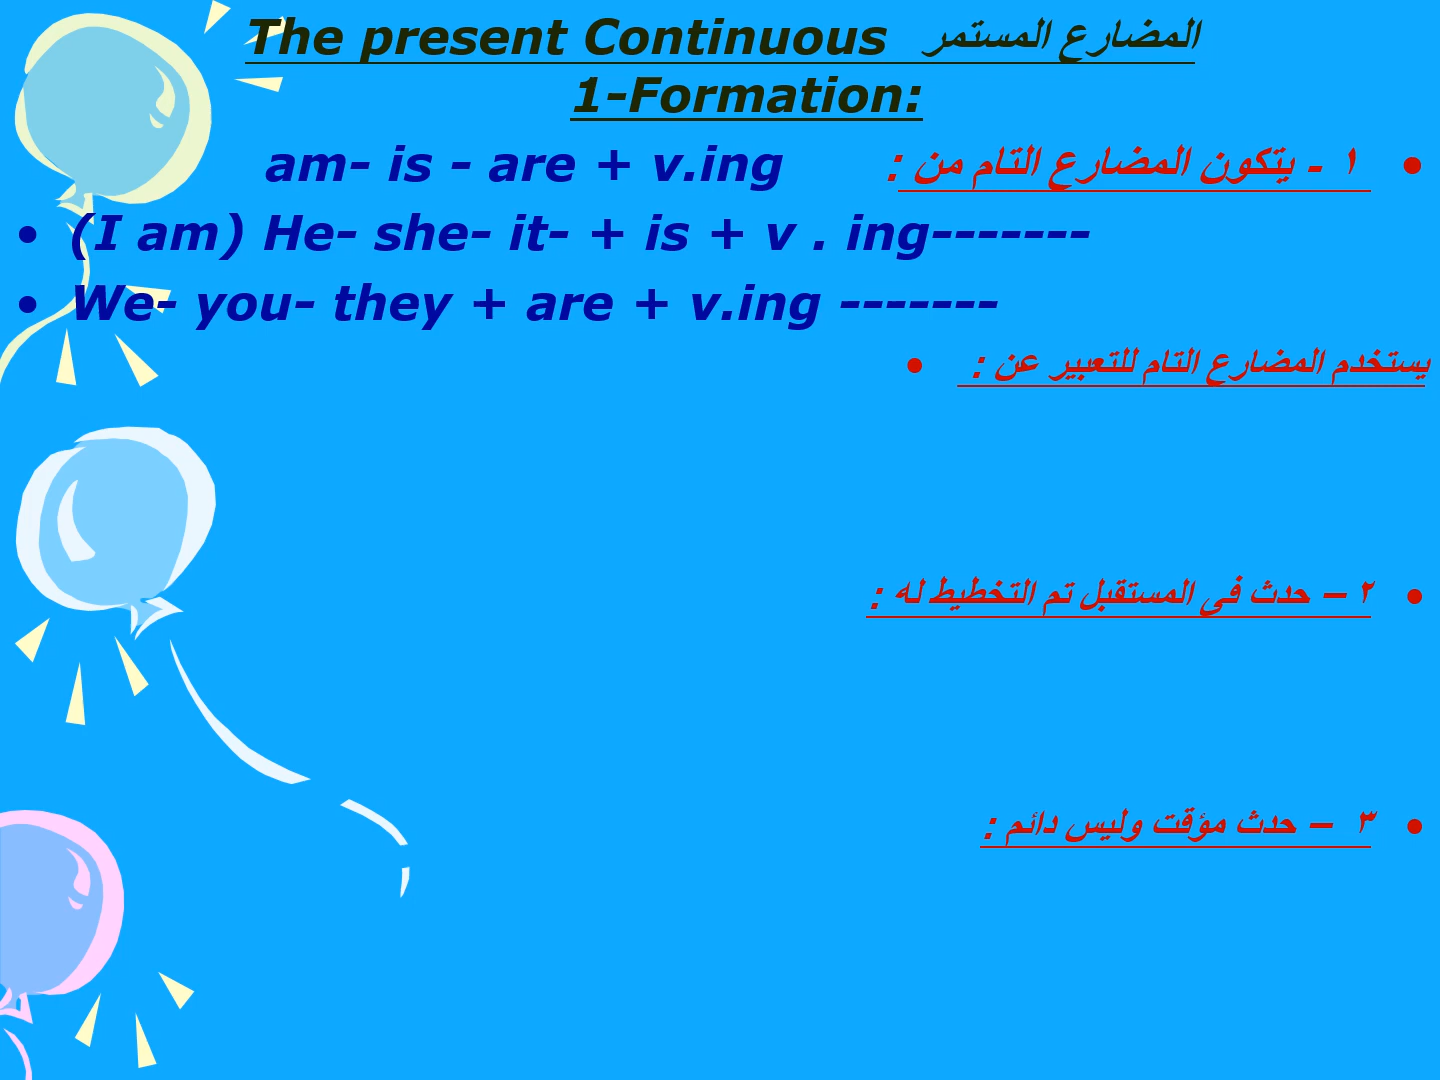 The present Continuous المضارع المستمر
1-Formation:
١ - يتكون المضارع التام من : am- is – are + v.ing
(I am) He- she- it- + is + v . ing-------
We- you- they + are + v.ing -------
يستخدم المضارع التام للتعبير عن :
٢ – حدث فى المستقبل تم التخطيط له :
٣ – حدث مؤقت وليس دائم :